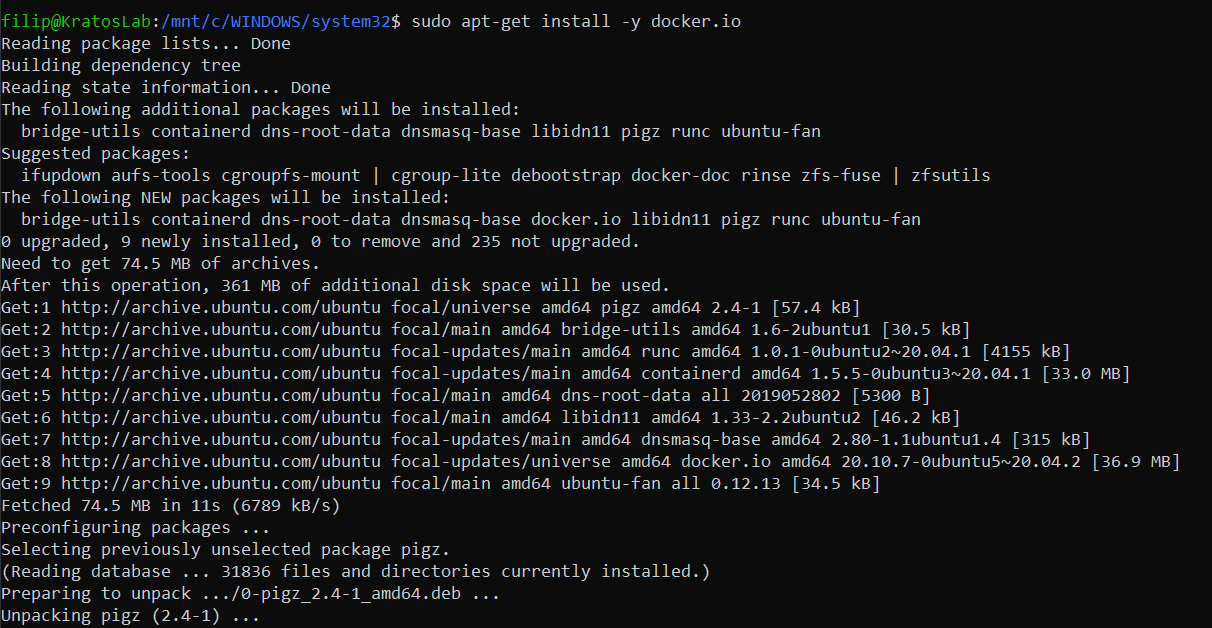 filip@KratosLab:/mnt/c/WINDOWS/system32$ sudo apt-get install -y docker.io
Reading package lists... Done
Building dependency tree
Reading state information... Done
The following additional packages will be installed:
  bridge-utils containerd dns-root-data dnsmasq-base libidn11 pigz runc ubuntu-fan
Suggested packages:
  ifupdown aufs-tools cgroupfs-mount | cgroup-lite debootstrap docker-doc rinse zfs-fuse | zfsutils
The following NEW packages will be installed:
  bridge-utils containerd dns-root-data dnsmasq-base docker.io libidn11 pigz runc ubuntu-fan
0 upgraded, 9 newly installed, 0 to remove and 235 not upgraded.
Need to get 74.5 MB of archives.
After this operation, 361 MB of additional disk space will be used.
Get:1 http://archive.ubuntu.com/ubuntu focal/universe amd64 pigz amd64 2.4-1 [57.4 kB]
Get:2 http://archive.ubuntu.com/ubuntu focal/main amd64 bridge-utils amd64 1.6-2ubuntu1 [30.5 kB]
Get:3 http://archive.ubuntu.com/ubuntu focal-updates/main amd64 runc amd64 1.0.1-0ubuntu2~20.04.1 [4155 kB]
Get:4 http://archive.ubuntu.com/ubuntu focal-updates/main amd64 containerd amd64 1.5.5-0ubuntu3~20.04.1 [33.0 MB]
Get:5 http://archive.ubuntu.com/ubuntu focal/main amd64 dns-root-data all 2019052802 [5300 B]
Get:6 http://archive.ubuntu.com/ubuntu focal/main amd64 libidn11 amd64 1.33-2.2ubuntu2 [46.2 kB]
Get:7 http://archive.ubuntu.com/ubuntu focal-updates/main amd64 dnsmasq-base amd64 2.80-1.1ubuntu1.4 [315 kB]
Get:8 http://archive.ubuntu.com/ubuntu focal-updates/universe amd64 docker.io amd64 20.10.7-0ubuntu5~20.04.2 [36.9 MB]
Get:9 http://archive.ubuntu.com/ubuntu focal/main amd64 ubuntu-fan all 0.12.13 [34.5 kB]
Fetched 74.5 MB in 11s (6789 kB/s)
Preconfiguring packages ...
Selecting previously unselected package pigz.
(Reading database ... 31836 files and directories currently installed.)
Preparing to unpack .../0-pigz_2.4-1_amd64.deb ...
Unpacking pigz (2.4-1) ...